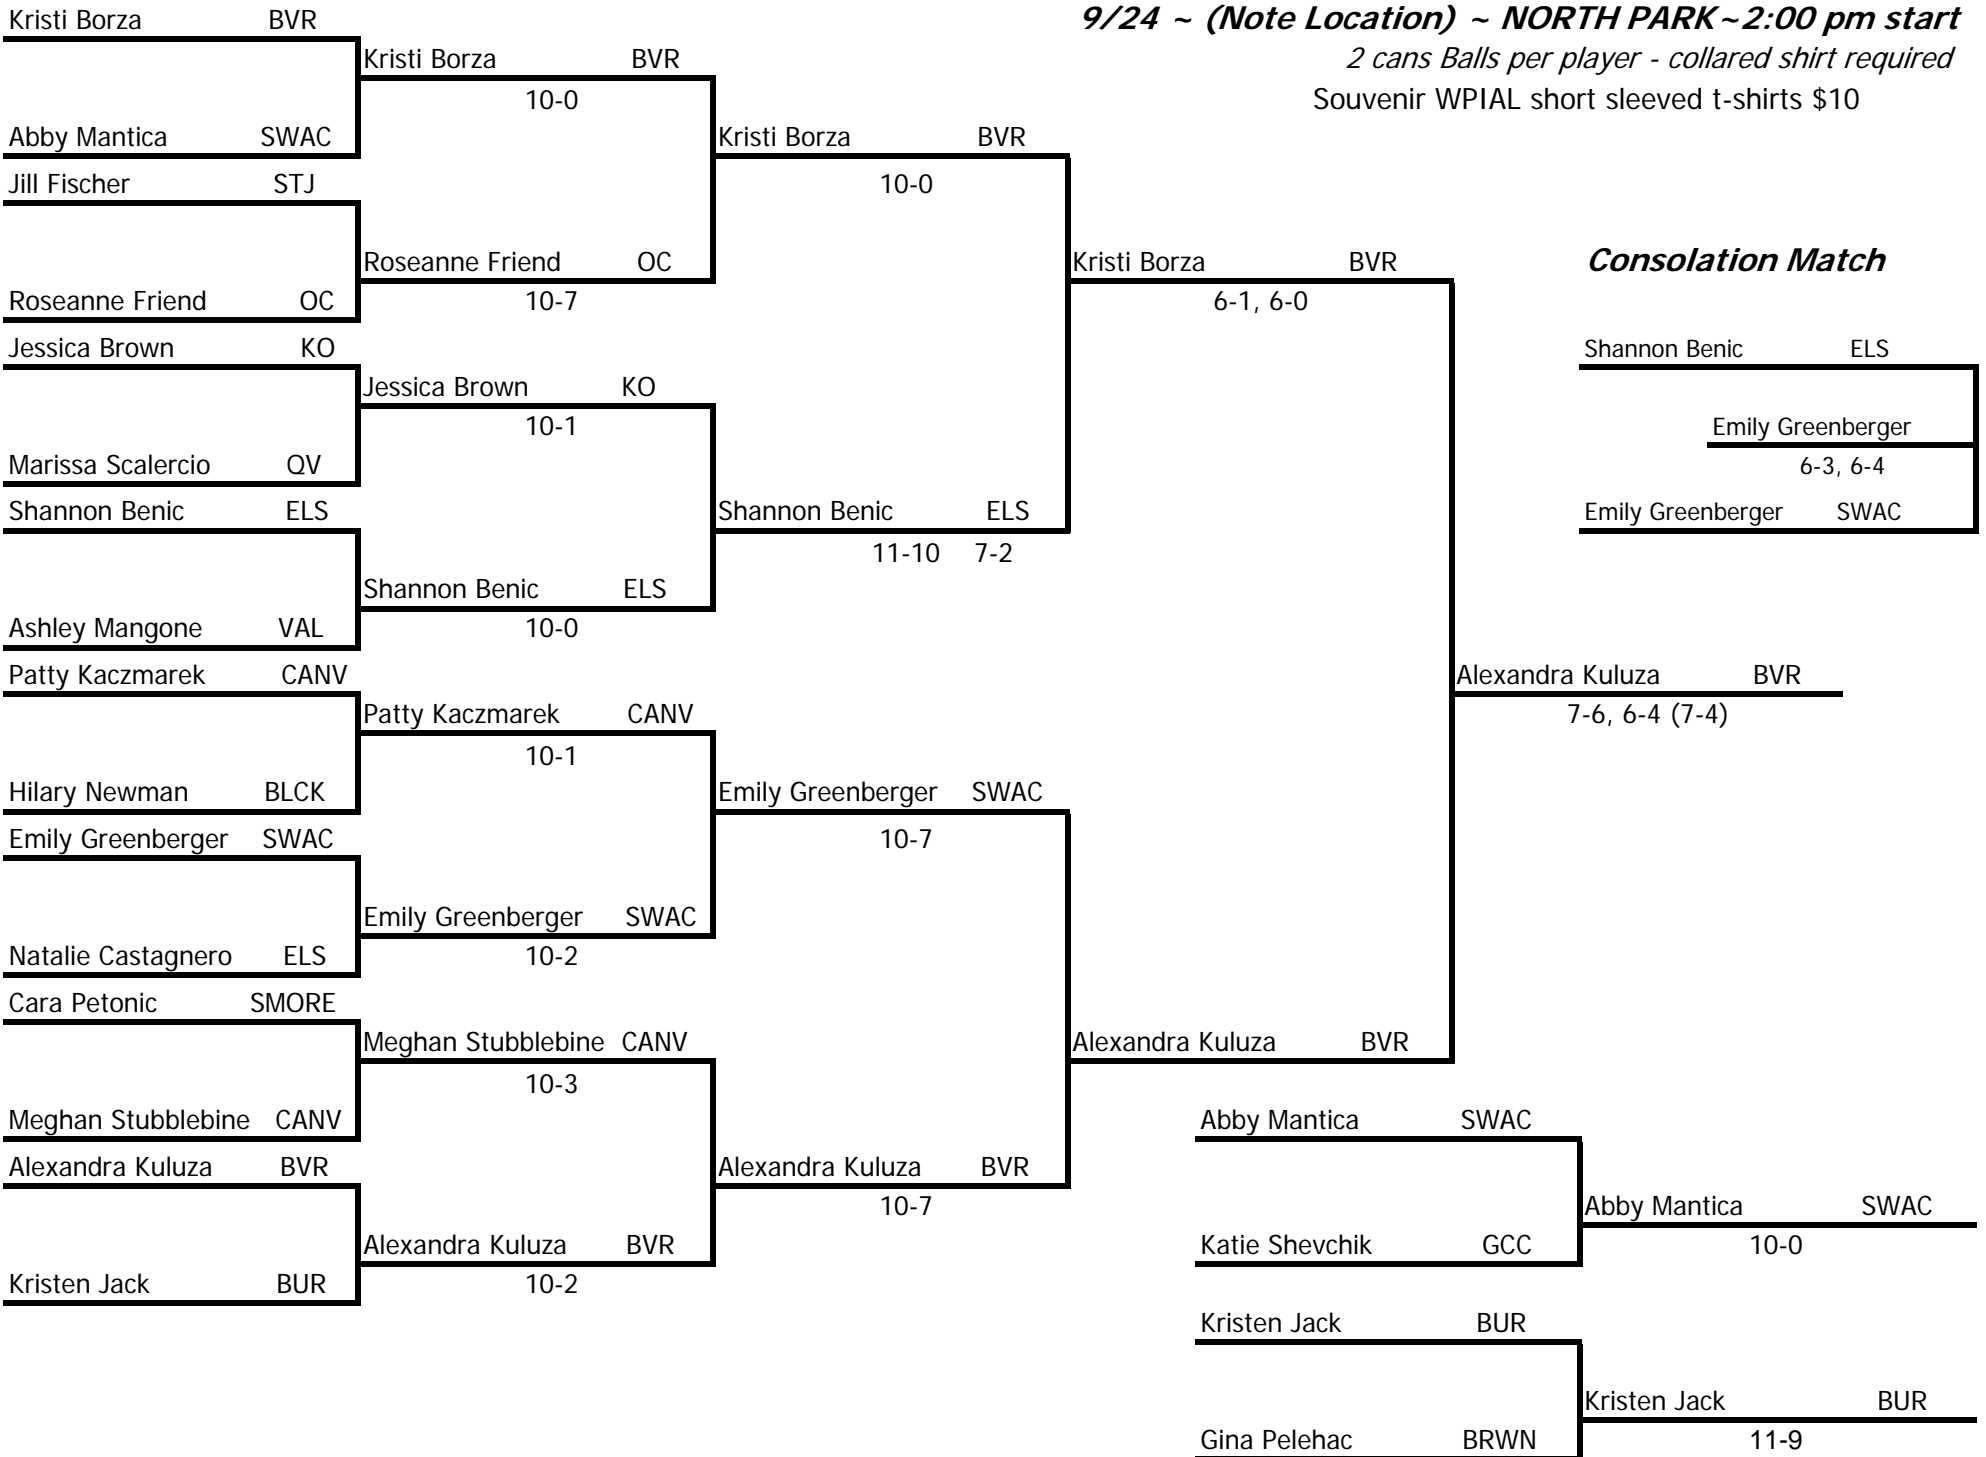 Kristi Borza BVR
9/24 ~ (Note Location) ~ NORTH PARK~2:00 pm start
Kristi Borza BVR
2 cans Balls per player - collared shirt required
10-0
Souvenir WPIAL short sleeved t-shirts $10
Abby Mantica SWAC
Kristi Borza BVR
Jill Fischer STJ
10-0
Roseanne Friend OC
Kristi Borza BVR
Consolation Match
Roseanne Friend OC
10-7
6-1, 6-0
Jessica Brown KO
Shannon Benic ELS
Jessica Brown KO
10-1
Emily Greenberger
Marissa Scalercio QV
6-3, 6-4
Shannon Benic ELS
Shannon Benic ELS
Emily Greenberger SWAC
11-10 7-2
Shannon Benic ELS
Ashley Mangone VAL
10-0
Patty Kaczmarek CANV
Alexandra Kuluza BVR
Patty Kaczmarek CANV
7-6, 6-4 (7-4)
10-1
Hilary Newman BLCK
Emily Greenberger SWAC
Emily Greenberger SWAC
10-7
Emily Greenberger SWAC
Natalie Castagnero ELS
10-2
Cara Petonic SMORE
Meghan Stubblebine CANV
Alexandra Kuluza BVR
10-3
Meghan Stubblebine CANV
Abby Mantica SWAC
Alexandra Kuluza BVR
Alexandra Kuluza BVR
10-7
Abby Mantica SWAC
Alexandra Kuluza BVR
Katie Shevchik GCC
10-0
Kristen Jack BUR
10-2
Kristen Jack BUR
Kristen Jack BUR
Gina Pelehac BRWN
11-9